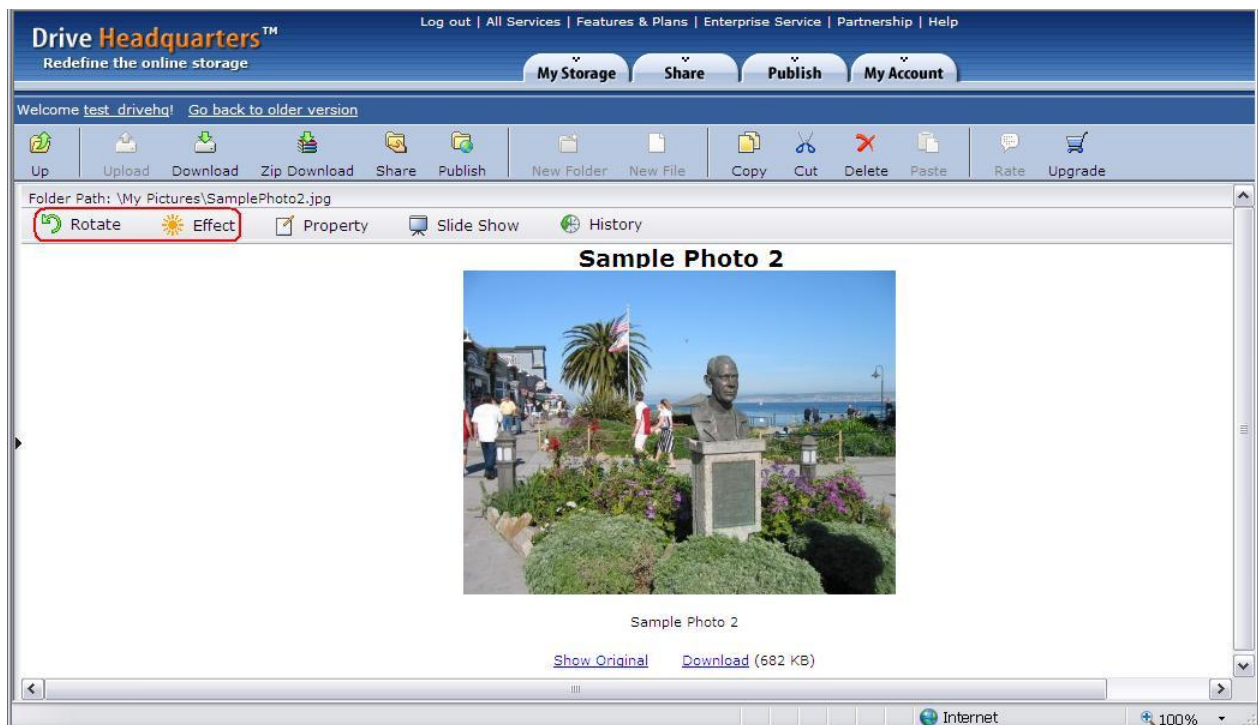 Log out | All Services | Features & Plans | Enterprise Service | Partnership | Help
Drive Headquarters™
Redefine the online storage
My Storage Share Publish My Account
Welcome test_drivehq! Go back to older version
Up Upload Download Zip Download Share Publish New Folder New File Copy Cut Delete Paste Rate Upgrade
Folder Path: \My Pictures\SamplePhoto2.jpg
Rotate Effect Property Slide Show History
Sample Photo 2
Sample Photo 2
Show Original Download (682 KB)
Internet 100%